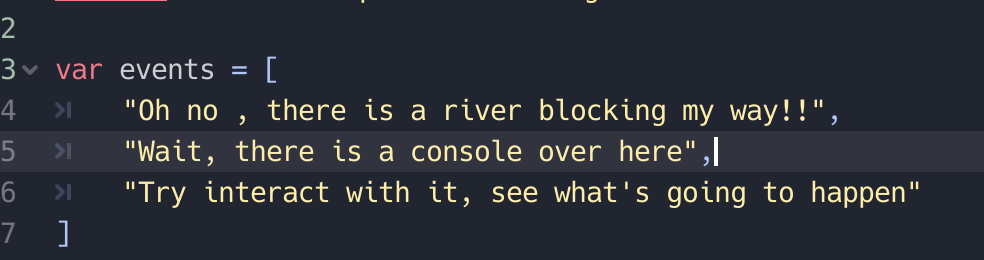 2
3 var events = [
4 "Oh no , there is a river blocking my way!!",
5 "Wait, there is a console over here",
6 "Try interact with it, see what's going to happen"
7 ]